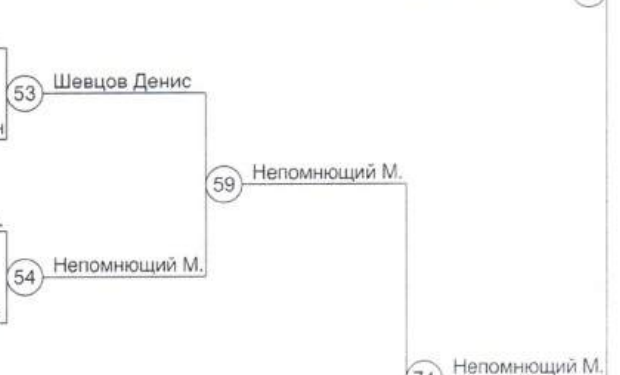 53 Шевцов Денис
59 Непомнющий М.
54 Непомнющий М.
Непомнющий М.